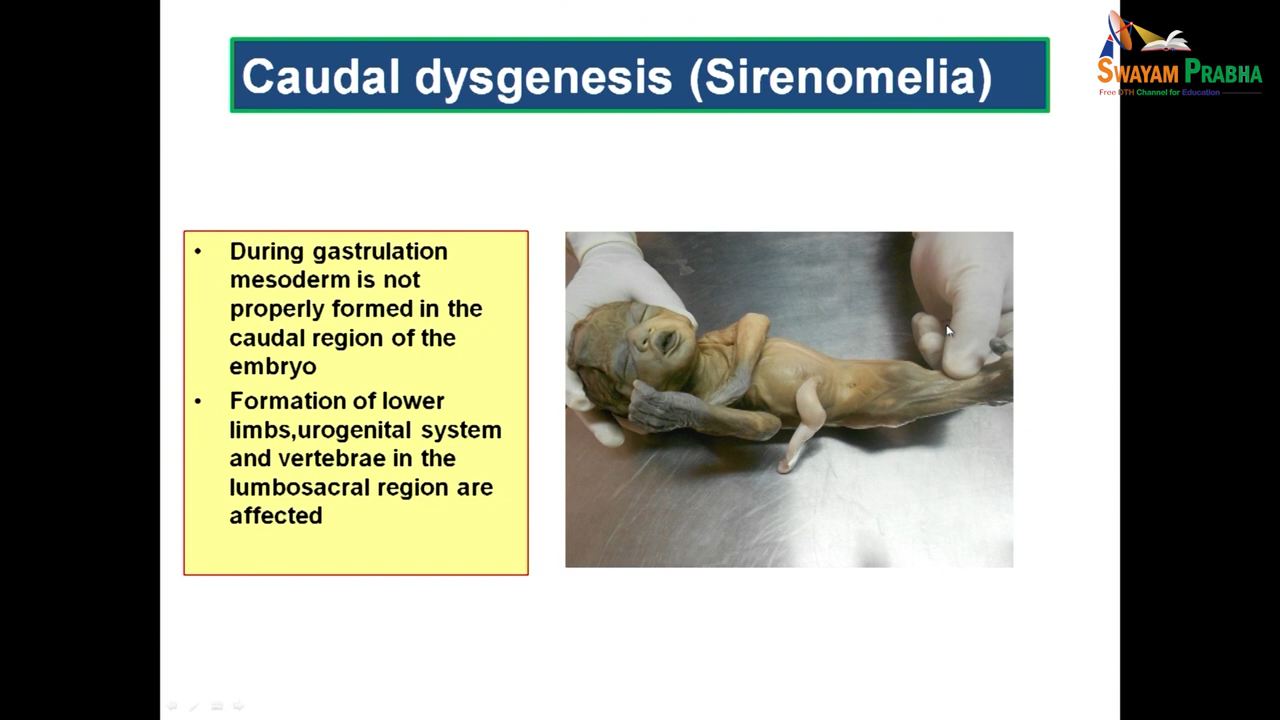 Caudal dysgenesis (Sirenomelia)
SWAYAM PRABHA
Free DTH Channel for Education
• During gastrulation
mesoderm is not
properly formed in the
caudal region of the
embryo
• Formation of lower
limbs,urogenital system
and vertebrae in the
lumbosacral region are
affected